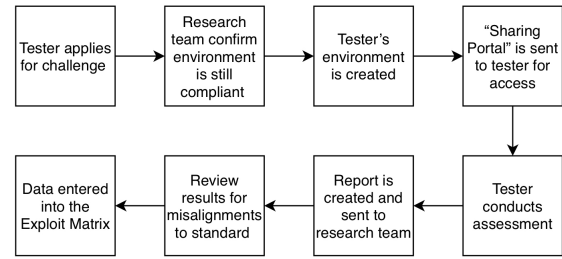 Tester applies
for challenge
Research
team confirm
environment
is still
compliant
Tester's
environment
is created
“Sharing
Portal” is sent
to tester for
access
Tester
conducts
assessment
Report is
created and
sent to
research team
Review
results for
misalignments
to standard
Data entered
into the
Exploit Matrix